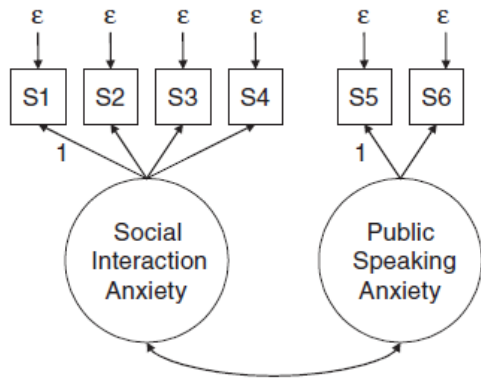 ε ε ε ε ε ε
S1 S2 S3 S4 S5 S6
1 1
Social Public
Interaction Speaking
Anxiety Anxiety